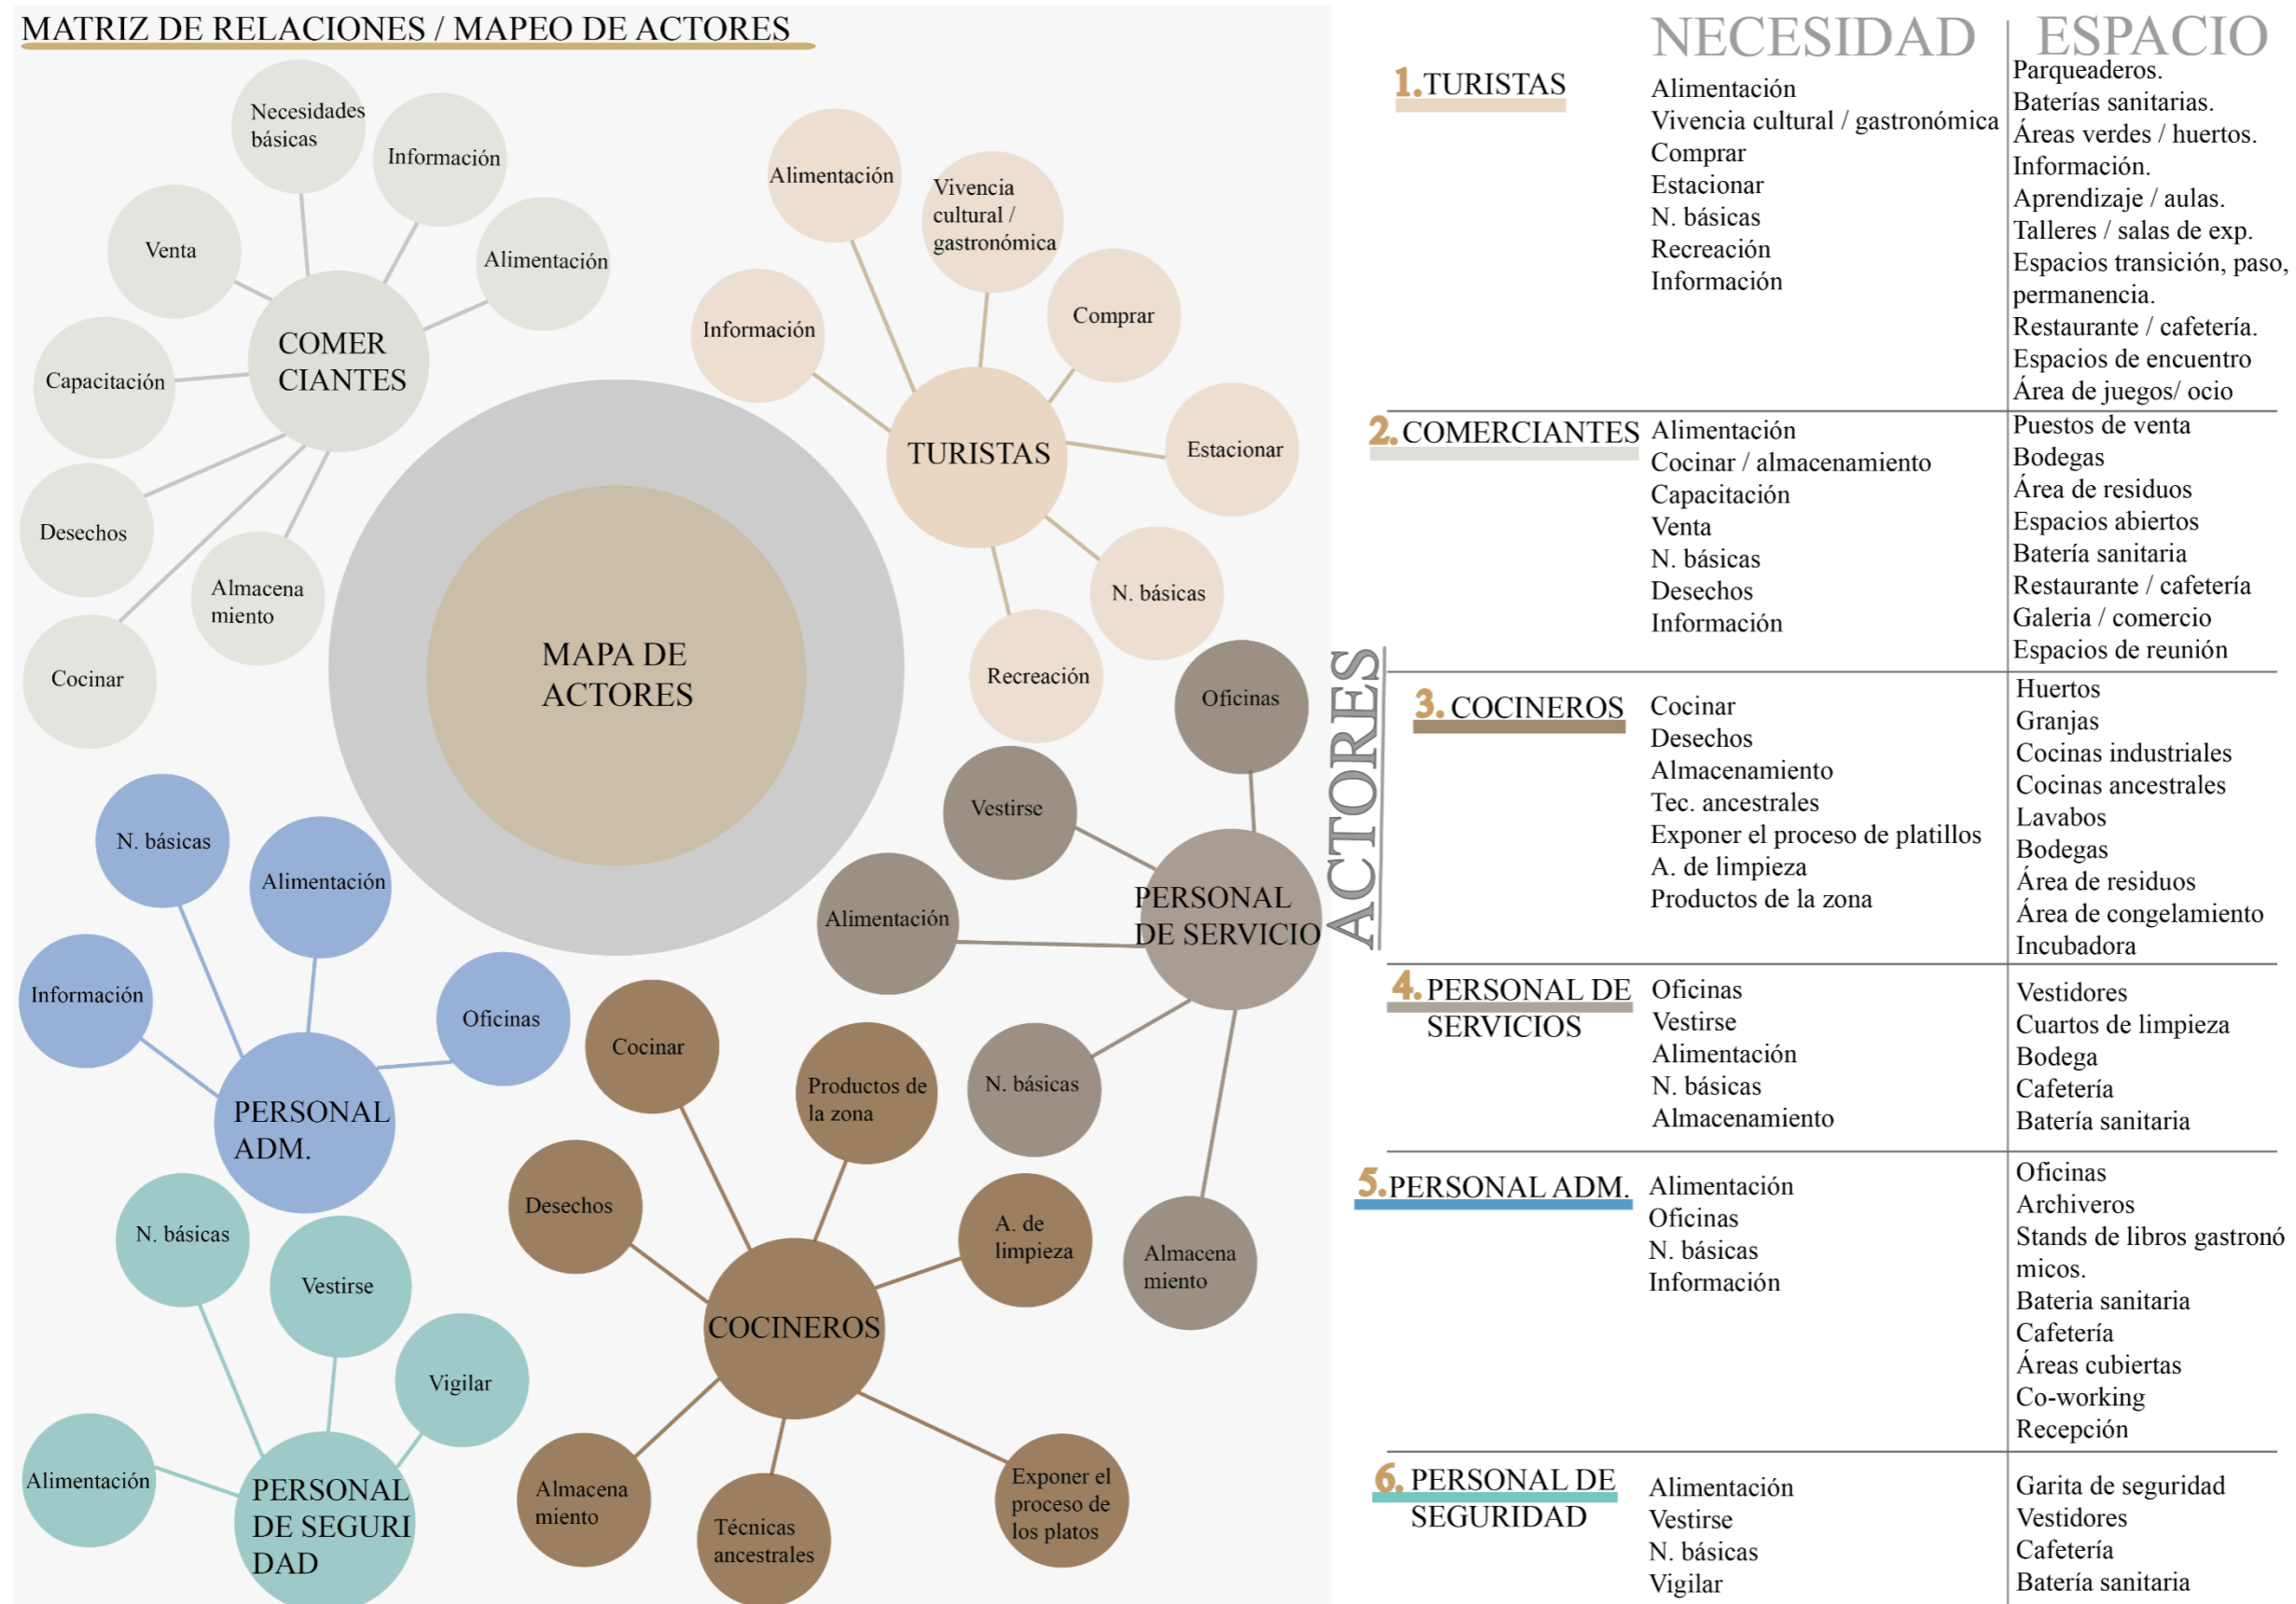 MATRIZ DE RELACIONES / MAPEO DE ACTORES
Necesidades
básicas
Información
Venta
Alimentación
COMER
CIANTES
Capacitación
Desechos
Almacena
miento
Cocinar
Alimentación
Vivencia
cultural /
gastronómica
Información
Comprar
TURISTAS
Estacionar
N. básicas
Recreación
MAPA DE
ACTORES
Oficinas
Vestirse
Alimentación
PERSONAL
DE SERVICIO
N. básicas
Almacena
miento
N. básicas
Alimentación
Información
Oficinas
PERSONAL
ADM.
Cocinar
Productos de
la zona
Desechos
A. de
limpieza
COCINEROS
Almacena
miento
Técnicas
ancestrales
Exponer el
proceso de
los platos
N. básicas
Vestirse
Vigilar
Alimentación
PERSONAL
DE SEGURI
DAD
ACTORES
NECESIDAD
ESPACIO
1.TURISTAS
Alimentación
Vivencia cultural / gastronómica
Comprar
Estacionar
N. básicas
Recreación
Información
Parqueaderos.
Baterías sanitarias.
Áreas verdes / huertos.
Información.
Aprendizaje / aulas.
Talleres / salas de exp.
Espacios transición, paso,
permanencia.
Restaurante / cafetería.
Espacios de encuentro
Área de juegos/ ocio
2. COMERCIANTES
Alimentación
Cocinar / almacenamiento
Capacitación
Venta
N. básicas
Desechos
Información
Puestos de venta
Bodegas
Área de residuos
Espacios abiertos
Batería sanitaria
Restaurante / cafetería
Galeria / comercio
Espacios de reunión
3. COCINEROS
Cocinar
Desechos
Almacenamiento
Tec. ancestrales
Exponer el proceso de platillos
A. de limpieza
Productos de la zona
Huertos
Granjas
Cocinas industriales
Cocinas ancestrales
Lavabos
Bodegas
Área de residuos
Área de congelamiento
Incubadora
4. PERSONAL DE
SERVICIOS
Oficinas
Vestirse
Alimentación
N. básicas
Almacenamiento
Vestidores
Cuartos de limpieza
Bodega
Cafetería
Batería sanitaria
5.PERSONAL ADM.
Alimentación
Oficinas
N. básicas
Información
Oficinas
Archiveros
Stands de libros gastronó
micos.
Bateria sanitaria
Cafetería
Áreas cubiertas
Co-working
Recepción
6. PERSONAL DE
SEGURIDAD
Alimentación
Vestirse
N. básicas
Vigilar
Garita de seguridad
Vestidores
Cafetería
Batería sanitaria